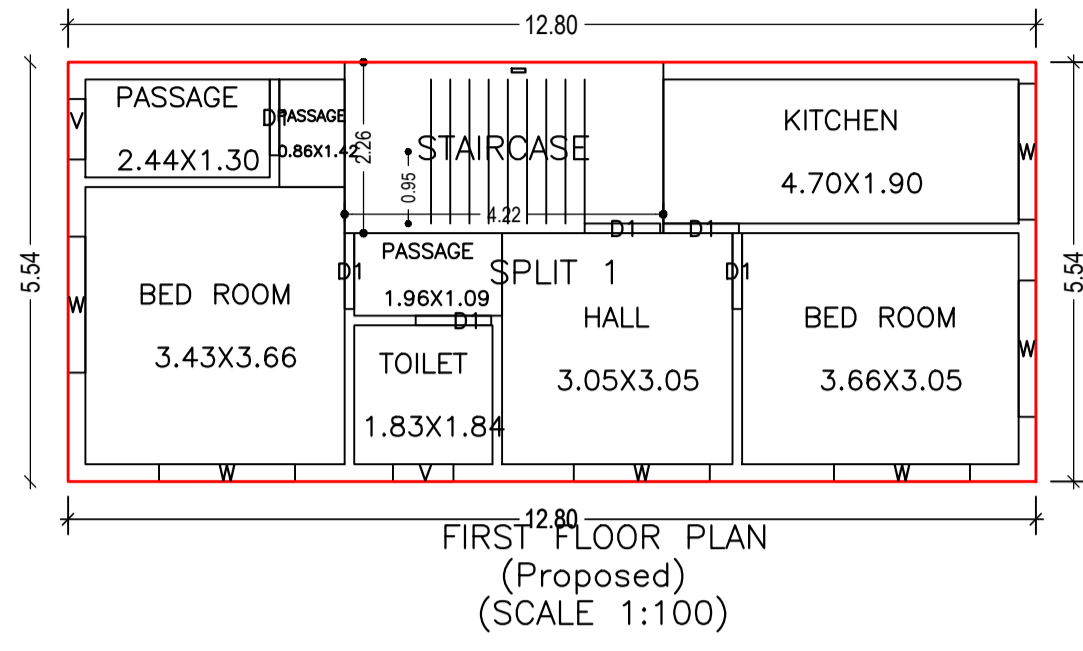 12.80
PASSAGE
2.44X1.30
V
D1
PASSAGE
0.86X1.42
2.26
0.95
STAIRCASE
4.22
KITCHEN
4.70X1.90
W
5.54
5.54
D1
D1
BED ROOM
3.43X3.66
W
W
D1
PASSAGE
1.96X1.09
SPLIT 1
D1
TOILET
1.83X1.84
V
HALL
3.05X3.05
W
D1
BED ROOM
3.66X3.05
W
W
12.80
FIRST FLOOR PLAN
(Proposed)
(SCALE 1:100)